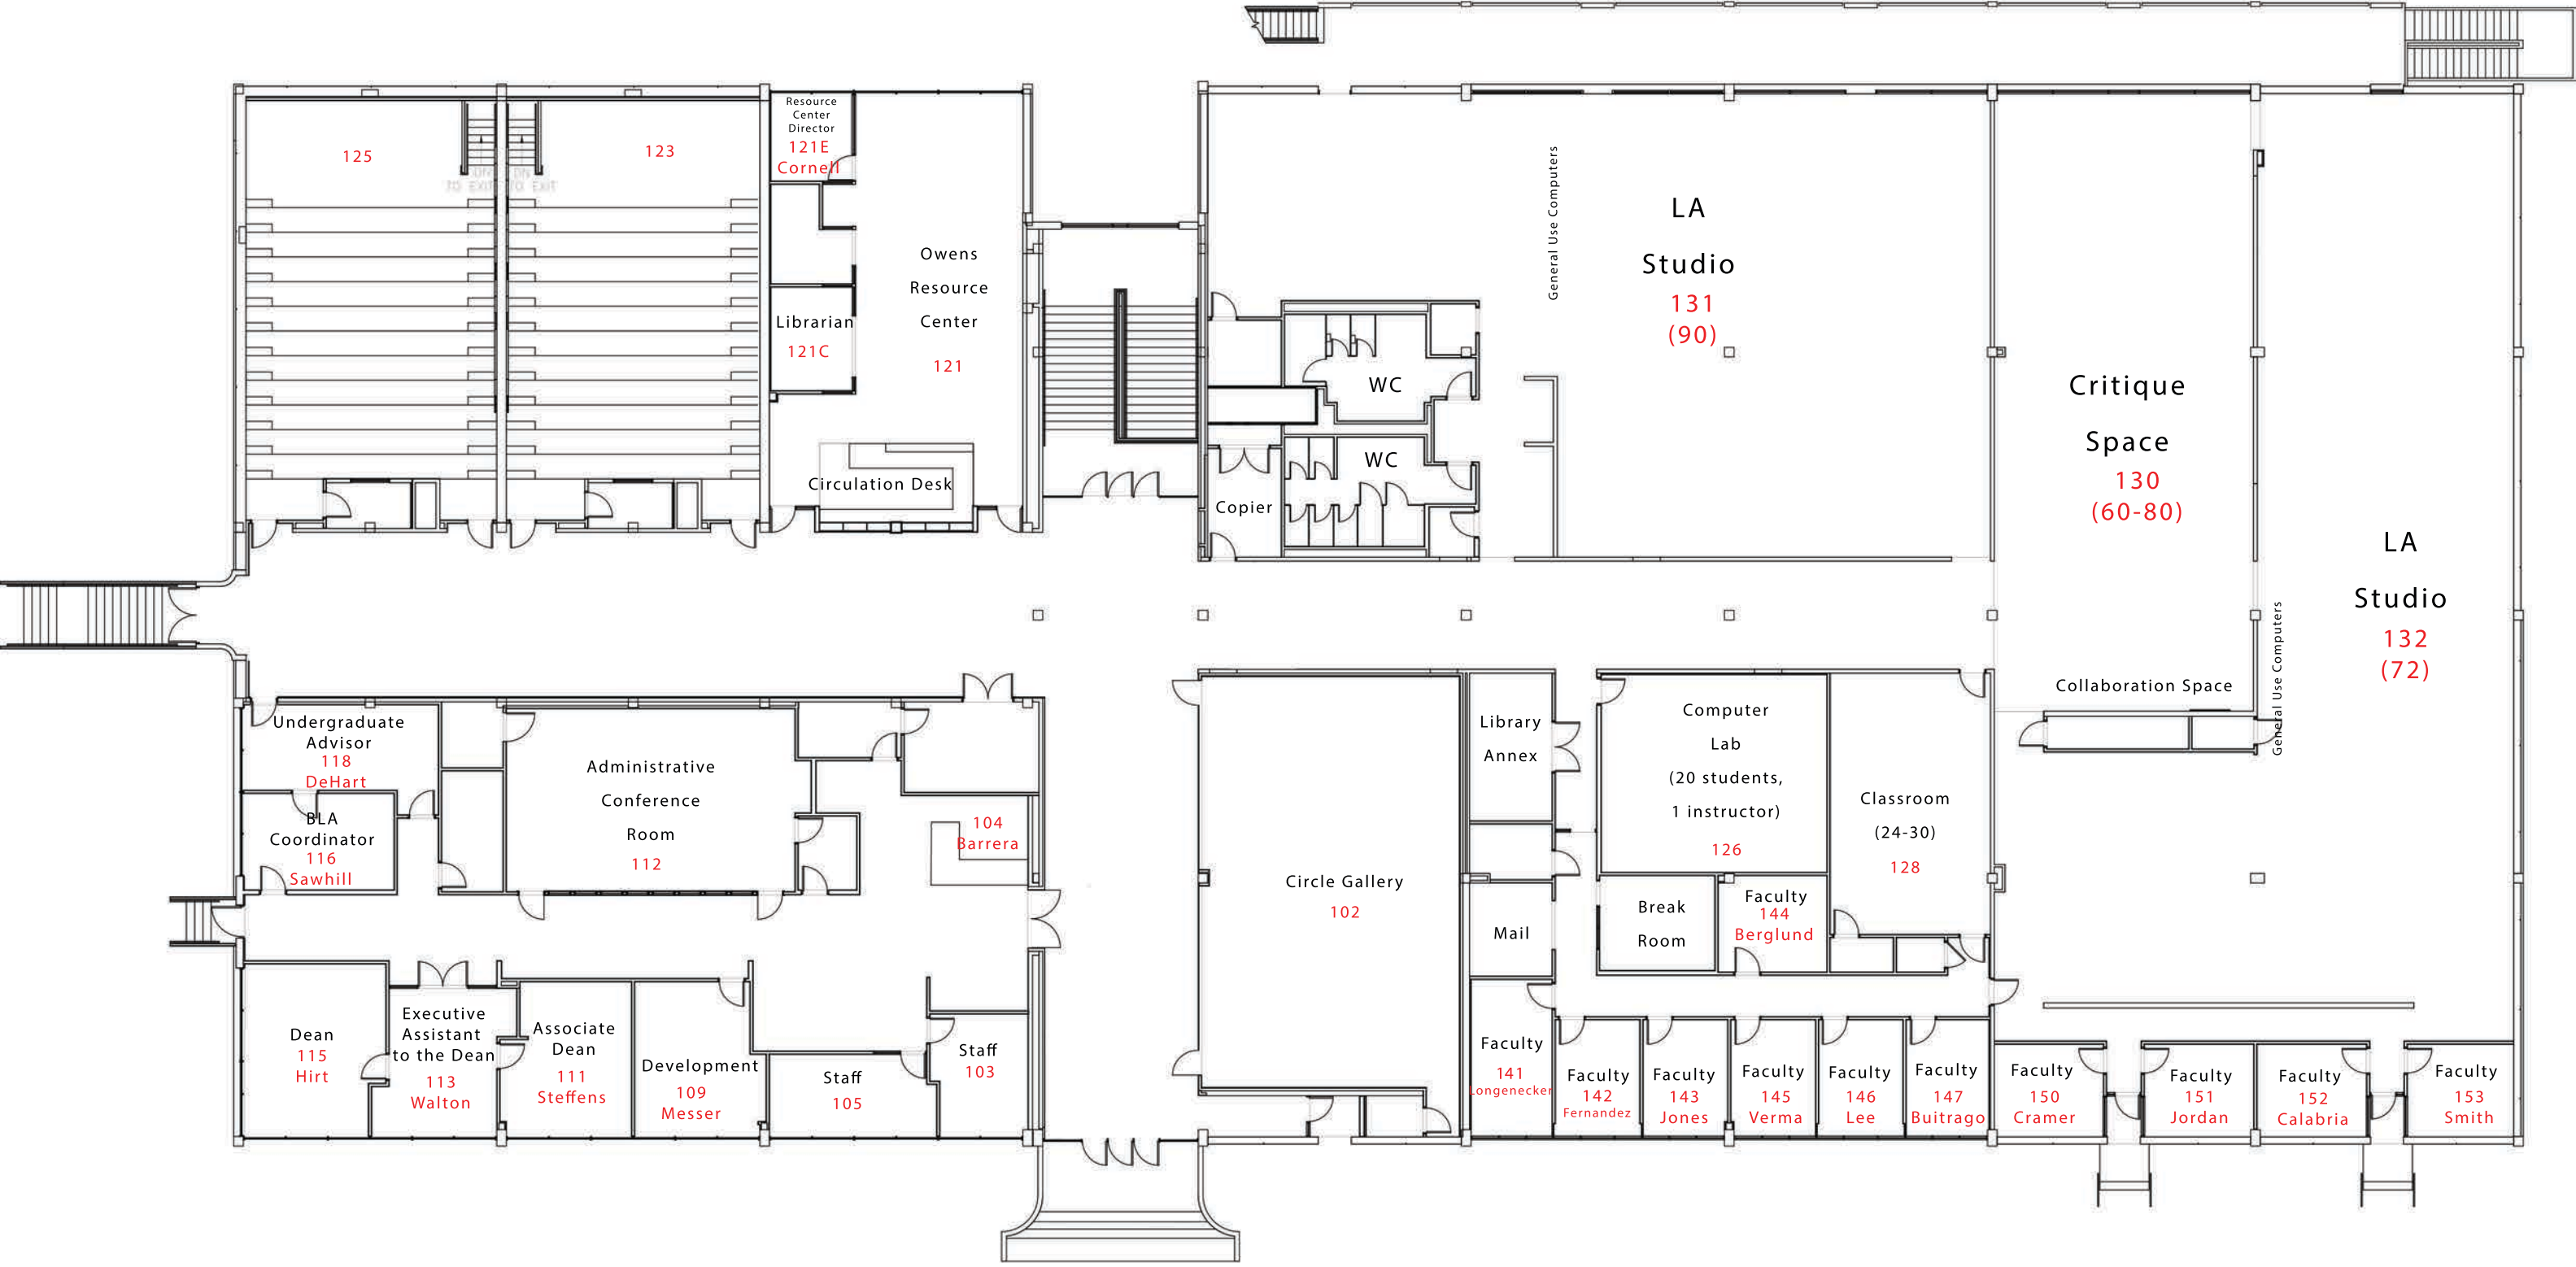 125
123
DN
TO EXIT
DN
TO EXIT
Resource
Center
Director
121E
Cornell
Librarian
121C
Owens
Resource
Center
121
Circulation Desk
WC
WC
Copier
General Use Computers
LA
Studio
131
(90)
Critique
Space
130
(60-80)
Collaboration Space
General Use Computers
LA
Studio
132
(72)
Undergraduate
Advisor
118
DeHart
BLA
Coordinator
116
Sawhill
Administrative
Conference
Room
112
104
Barrera
Circle Gallery
102
Library
Annex
Mail
Computer
Lab
(20 students,
1 instructor)
126
Classroom
(24-30)
128
Break
Room
Faculty
144
Berglund
Dean
115
Hirt
Executive
Assistant
to the Dean
113
Walton
Associate
Dean
111
Steffens
Development
109
Messer
Staff
105
Staff
103
Faculty
141
Longenecker
Faculty
142
Fernandez
Faculty
143
Jones
Faculty
145
Verma
Faculty
146
Lee
Faculty
147
Buitrago
Faculty
150
Cramer
Faculty
151
Jordan
Faculty
152
Calabria
Faculty
153
Smith